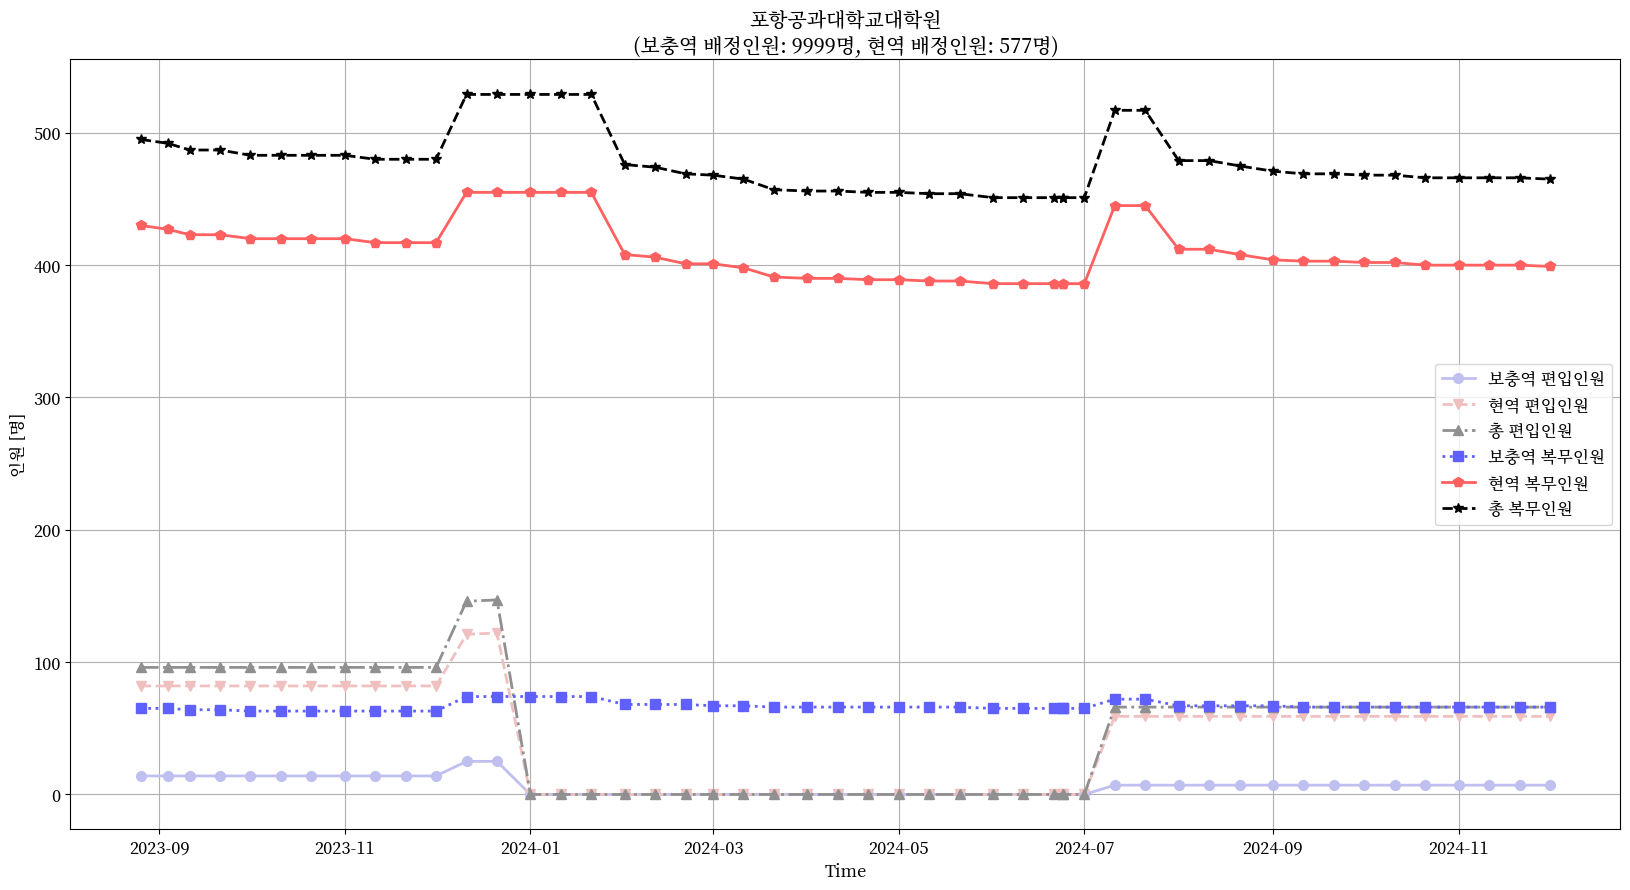 포항공과대학교대학원
(보충역 배정인원: 9999명, 현역 배정인원: 577명)
인원 [명]
500
400
300
200
100
0
보충역 편입인원
현역 편입인원
총 편입인원
보충역 복무인원
현역 복무인원
총 복무인원
2023-09
2023-11
2024-01
2024-03
2024-05
2024-07
2024-09
2024-11
Time